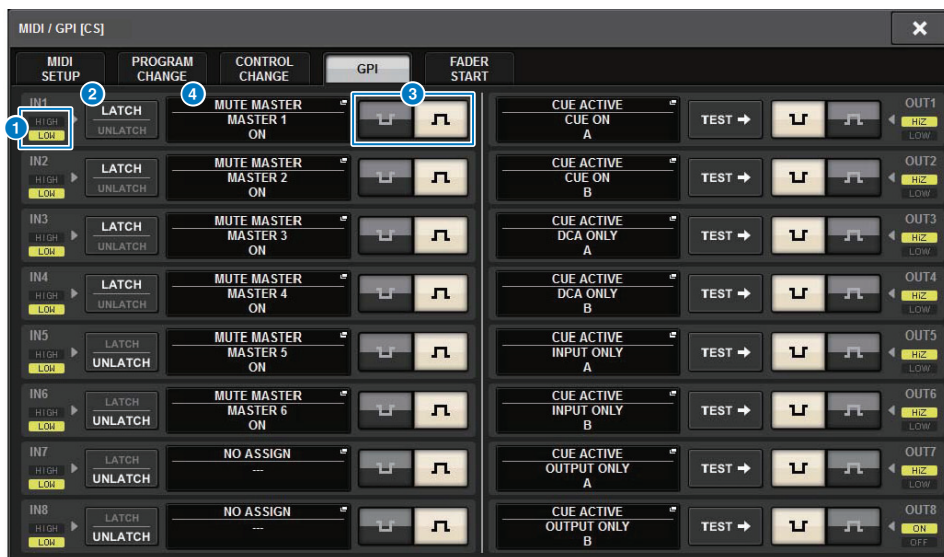 MIDI / GPI [CS]
MIDI SETUP
PROGRAM CHANGE
CONTROL CHANGE
GPI
FADER START
1
2
4
3
IN1
HIGH
LOW
LATCH
UNLATCH
MUTE MASTER
MASTER 1
ON
CUE ACTIVE
CUE ON
A
TEST
OUT1
HiZ
LOW
IN2
HIGH
LOW
LATCH
UNLATCH
MUTE MASTER
MASTER 2
ON
CUE ACTIVE
CUE ON
B
TEST
OUT2
HiZ
LOW
IN3
HIGH
LOW
LATCH
UNLATCH
MUTE MASTER
MASTER 3
ON
CUE ACTIVE
DCA ONLY
A
TEST
OUT3
HiZ
LOW
IN4
HIGH
LOW
LATCH
UNLATCH
MUTE MASTER
MASTER 4
ON
CUE ACTIVE
DCA ONLY
B
TEST
OUT4
HiZ
LOW
IN5
HIGH
LOW
LATCH
UNLATCH
MUTE MASTER
MASTER 5
ON
CUE ACTIVE
INPUT ONLY
A
TEST
OUT5
HiZ
LOW
IN6
HIGH
LOW
LATCH
UNLATCH
MUTE MASTER
MASTER 6
ON
CUE ACTIVE
INPUT ONLY
B
TEST
OUT6
HiZ
LOW
IN7
HIGH
LOW
LATCH
UNLATCH
NO ASSIGN
---
CUE ACTIVE
OUTPUT ONLY
A
TEST
OUT7
HiZ
LOW
IN8
HIGH
LOW
LATCH
UNLATCH
NO ASSIGN
---
CUE ACTIVE
OUTPUT ONLY
B
TEST
OUT8
ON
OFF